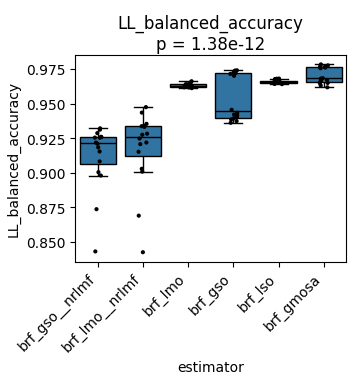 LL_balanced_accuracy
p = 1.38e-12
LL_balanced_accuracy
0.975
0.950
0.925
0.900
0.875
0.850
brf_gso__nrlmf
brf_lmo__nrlmf
brf_lmo
brf_gso
brf_lso
brf_gmosa
estimator